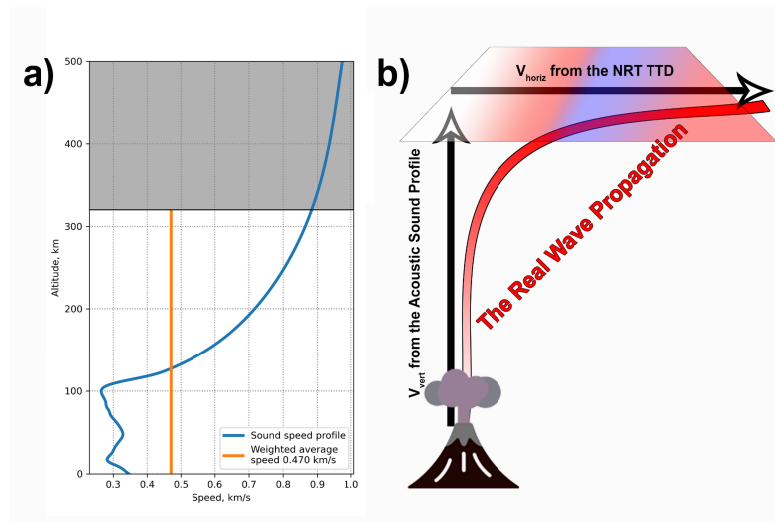 a)
500
400
300
200
100
0
Altitude, km
0.3 0.4 0.5 0.6 0.7 0.8 0.9 1.0
Speed, km/s
Sound speed profile
Weighted average
speed 0.470 km/s
b)
Vhoriz from the NRT TTD
Vvert from the Acoustic Sound Profile
The Real Wave Propagation